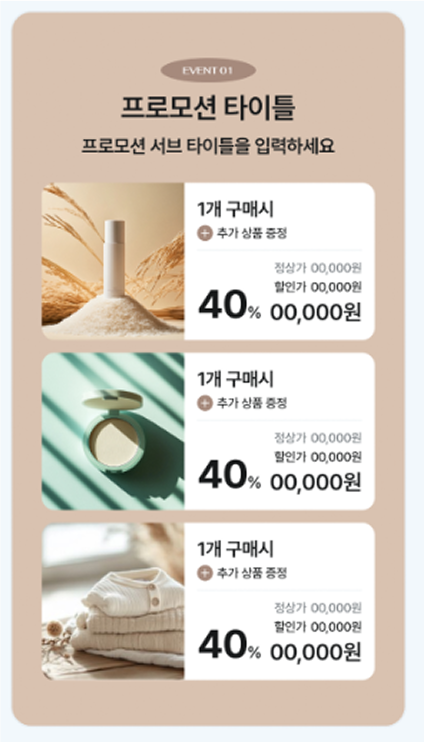 EVENT 01
프로모션 타이틀
프로모션 서브 타이틀을 입력하세요
1개 구매시
+ 추가 상품 증정
정상가 00,000원
할인가 00,000원
40% 00,000원
1개 구매시
+ 추가 상품 증정
정상가 00,000원
할인가 00,000원
40% 00,000원
1개 구매시
+ 추가 상품 증정
정상가 00,000원
할인가 00,000원
40% 00,000원